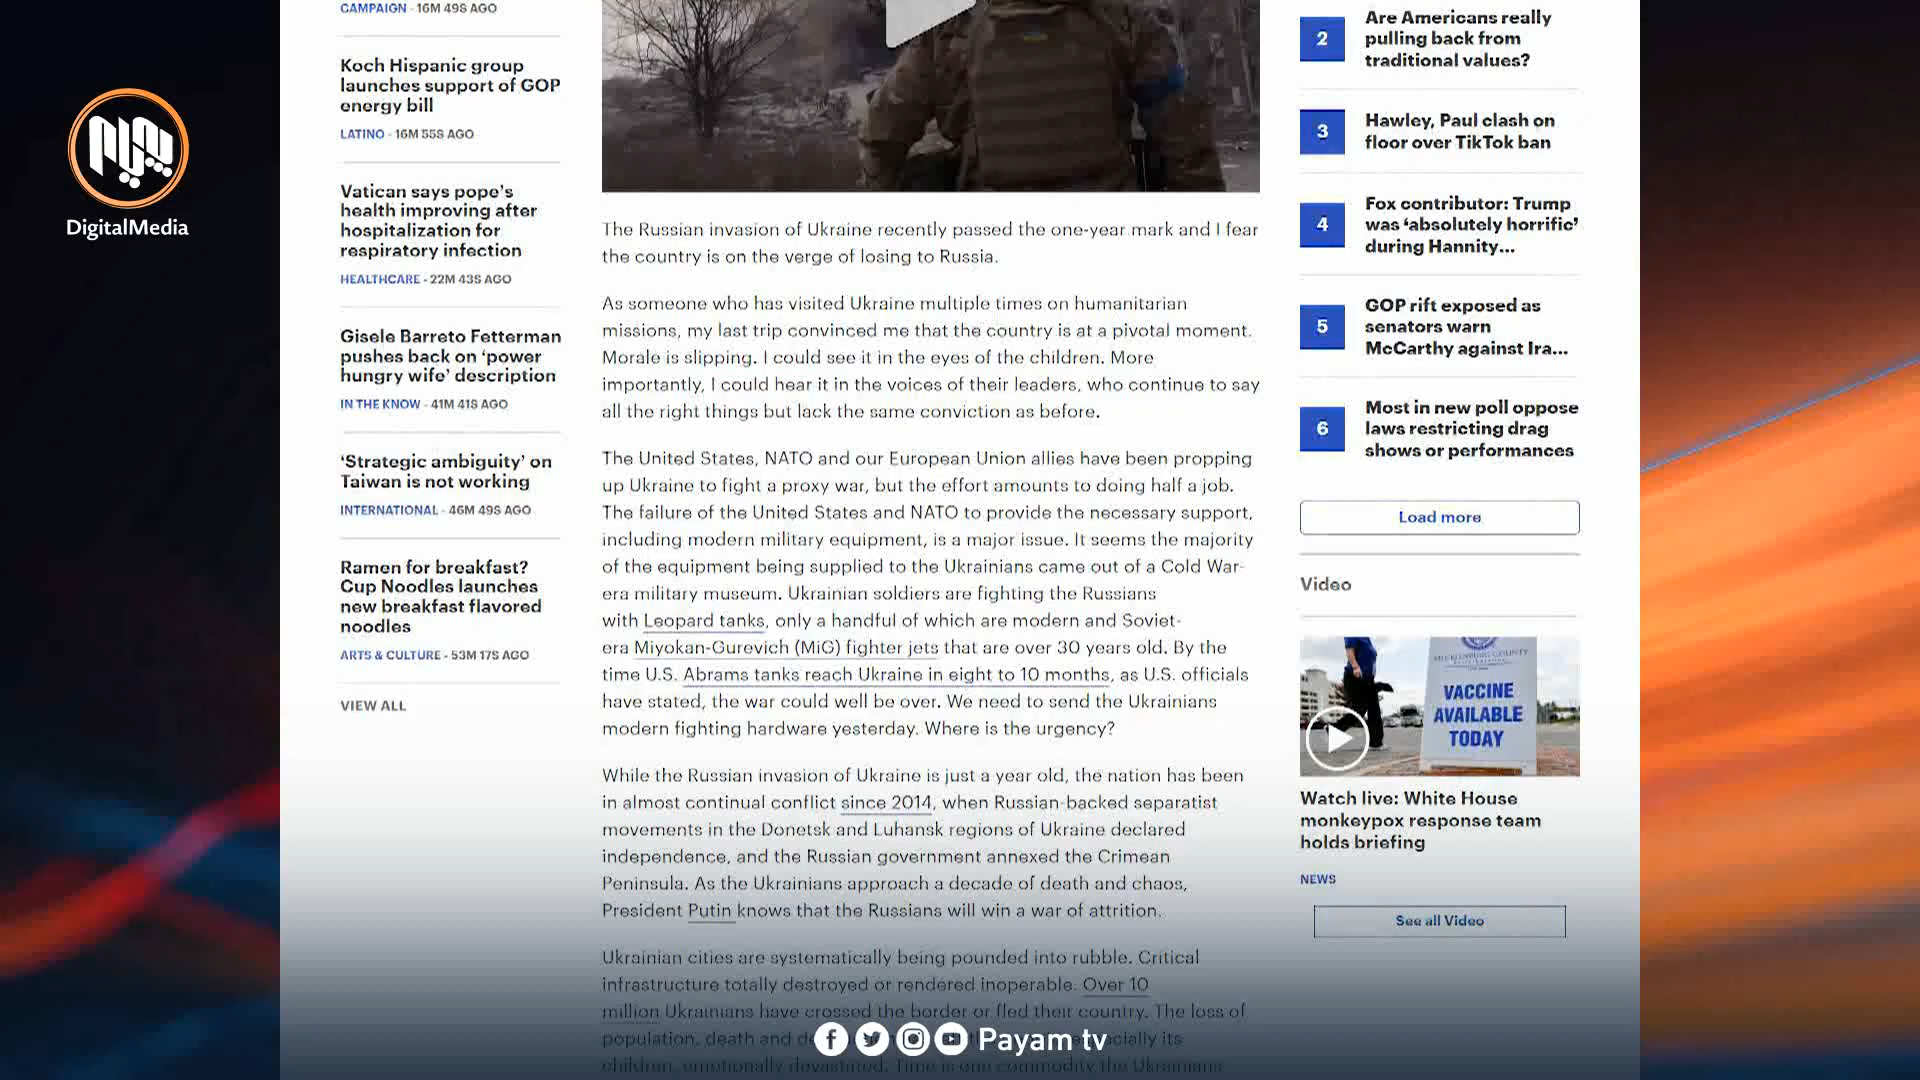 CAMPAIGN - 16M 49S AGO
Koch Hispanic group
launches support of GOP
energy bill
LATINO - 16M 55S AGO
Vatican says pope's
health improving after
hospitalization for
respiratory infection
HEALTHCARE - 22M 43S AGO
Gisele Barreto Fetterman
pushes back on ‘power
hungry wife’ description
IN THE KNOW - 41M 41S AGO
‘Strategic ambiguity’ on
Taiwan is not working
INTERNATIONAL - 46M 49S AGO
Ramen for breakfast?
Cup Noodles launches
new breakfast flavored
noodles
ARTS & CULTURE - 53M 17S AGO
VIEW ALL
پیام
DigitalMedia
The Russian invasion of Ukraine recently passed the one-year mark and I fear
the country is on the verge of losing to Russia.
As someone who has visited Ukraine multiple times on humanitarian
missions, my last trip convinced me that the country is at a pivotal moment.
Morale is slipping. I could see it in the eyes of the children. More
importantly, I could hear it in the voices of their leaders, who continue to say
all the right things but lack the same conviction as before.
The United States, NATO and our European Union allies have been propping
up Ukraine to fight a proxy war, but the effort amounts to doing half a job.
The failure of the United States and NATO to provide the necessary support,
including modern military equipment, is a major issue. It seems the majority
of the equipment being supplied to the Ukrainians came out of a Cold War-
era military museum. Ukrainian soldiers are fighting the Russians
with Leopard tanks, only a handful of which are modern and Soviet-
era Miyokan-Gurevich (MiG) fighter jets that are over 30 years old. By the
time U.S. Abrams tanks reach Ukraine in eight to 10 months, as U.S. officials
have stated, the war could well be over. We need to send the Ukrainians
modern fighting hardware yesterday. Where is the urgency?
While the Russian invasion of Ukraine is just a year old, the nation has been
in almost continual conflict since 2014, when Russian-backed separatist
movements in the Donetsk and Luhansk regions of Ukraine declared
independence, and the Russian government annexed the Crimean
Peninsula. As the Ukrainians approach a decade of death and chaos,
President Putin knows that the Russians will win a war of attrition.
Ukrainian cities are systematically being pounded into rubble. Critical
infrastructure totally destroyed or rendered inoperable. Over 10
million Ukrainians have crossed the border or fled their country. The loss of
population, death and
children, emotionally devastated. Time is one commodity the Ukrainians
Payam tv
2
Are Americans really
pulling back from
traditional values?
3
Hawley, Paul clash on
floor over TikTok ban
4
Fox contributor: Trump
was ‘absolutely horrific’
during Hannity...
5
GOP rift exposed as
senators warn
McCarthy against Ira...
6
Most in new poll oppose
laws restricting drag
shows or performances
Load more
Video
MECKLENBURG COUNTY
VACCINE
AVAILABLE
TODAY
Watch live: White House
monkeypox response team
holds briefing
NEWS
See all Video